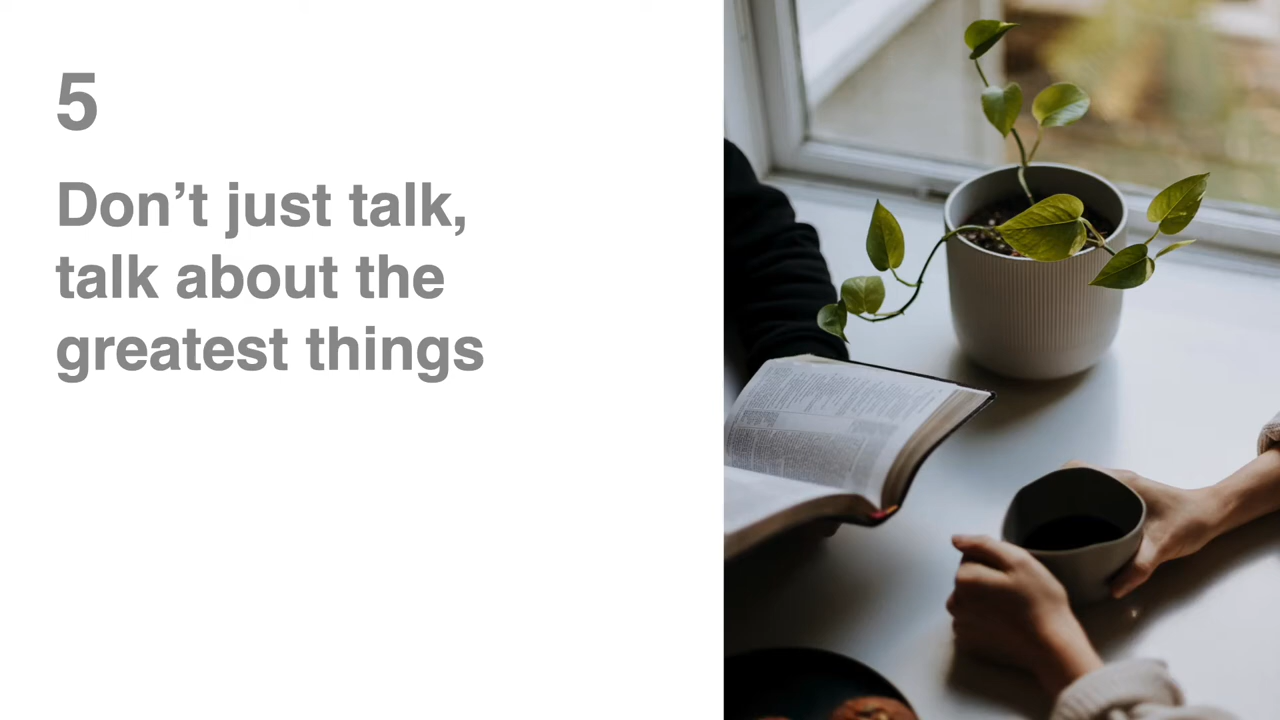 5
Don’t just talk,
talk about the
greatest things